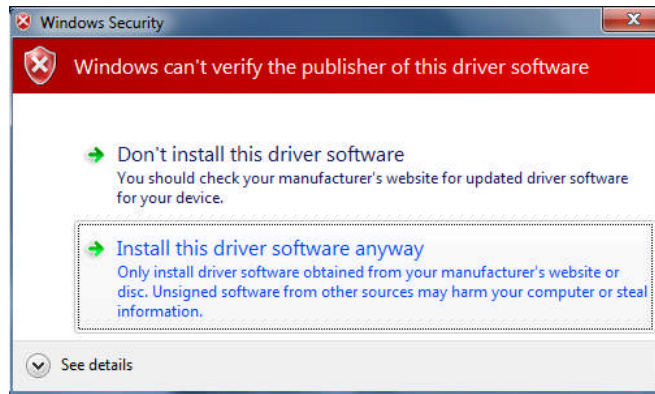 Windows Security
Windows can't verify the publisher of this driver software
Don't install this driver software
You should check your manufacturer's website for updated driver software
for your device.
Install this driver software anyway
Only install driver software obtained from your manufacturer's website or
disc. Unsigned software from other sources may harm your computer or steal
information.
See details